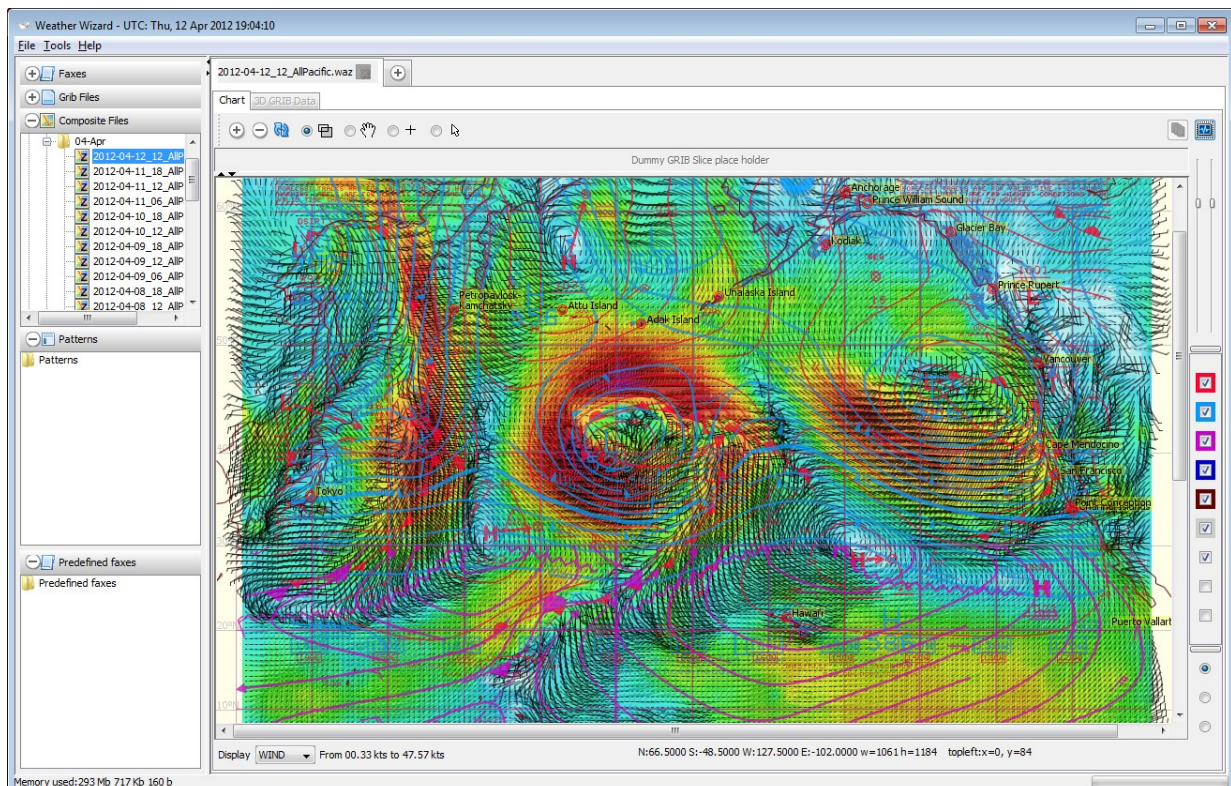 Weather Wizard - UTC: Thu, 12 Apr 2012 19:04:10
File Tools Help
Faxes
Grib Files
Composite Files
04-Apr
2012-04-12_12_AllP
2012-04-11_18_AllP
2012-04-11_12_AllP
2012-04-11_06_AllP
2012-04-10_18_AllP
2012-04-10_12_AllP
2012-04-09_18_AllP
2012-04-09_12_AllP
2012-04-09_06_AllP
2012-04-08_18_AllP
2012-04-08_12_AllP
Patterns
Patterns
Predefined faxes
Predefined faxes
2012-04-12_12_AllPacific.waz
Chart 3D GRIB Data
Dummy GRIB Slice place holder
Anchorage
Prince William Sound
Glacier Bay
Kodiak
H
Prince Rupert
Unalaska Island
Petropavlosk-Kamchatsky
Attu Island
Adak Island
Vancouver
Cape Mendocino
San Francisco
Tokyo
Point Conception
H
H
H
Hawaii
H
20°N
Puerto Vallart
10°N
Display WIND From 00.33 kts to 47.57 kts
N:66.5000 S:-48.5000 W:127.5000 E:-102.0000 w=1061 h=1184 topleft:x=0, y=84
Memory used:293 Mb 717 Kb 160 b